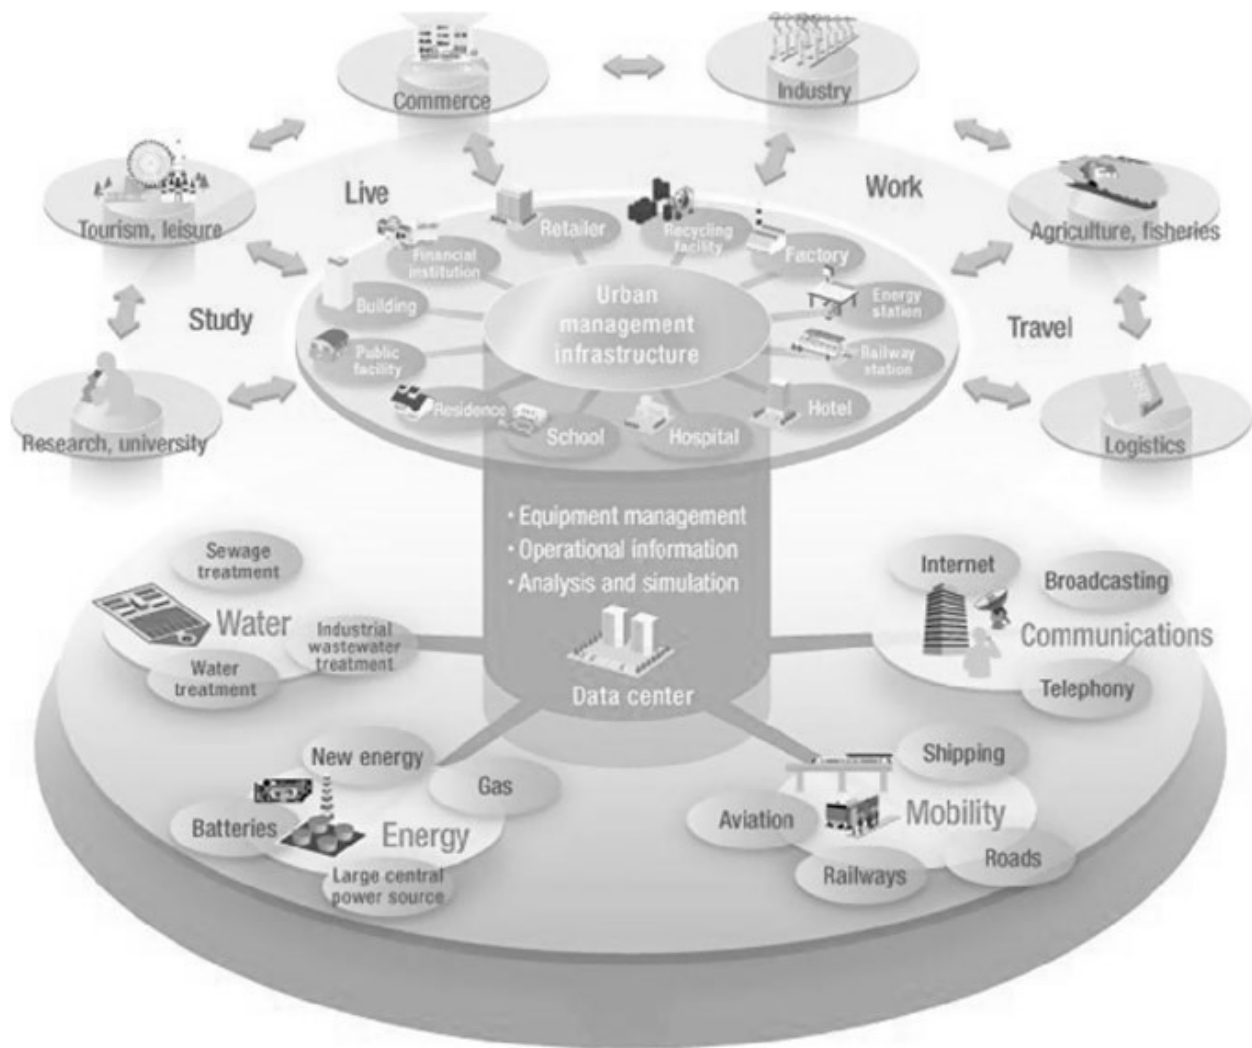 Commerce
Industry
Tourism, leisure
Live
Work
Agriculture, fisheries
Retailer
Recycling
facility
Financial
institution
Factory
Building
Urban
management
infrastructure
Energy
station
Study
Travel
Public
facility
Railway
station
Residence
School
Hospital
Hotel
Research, university
Logistics
• Equipment management
• Operational information
• Analysis and simulation
Data center
Sewage
treatment
Water
Industrial
wastewater
treatment
Water
treatment
Internet
Broadcasting
Communications
Telephony
New energy
Gas
Batteries
Energy
Large central
power source
Shipping
Aviation
Mobility
Railways
Roads